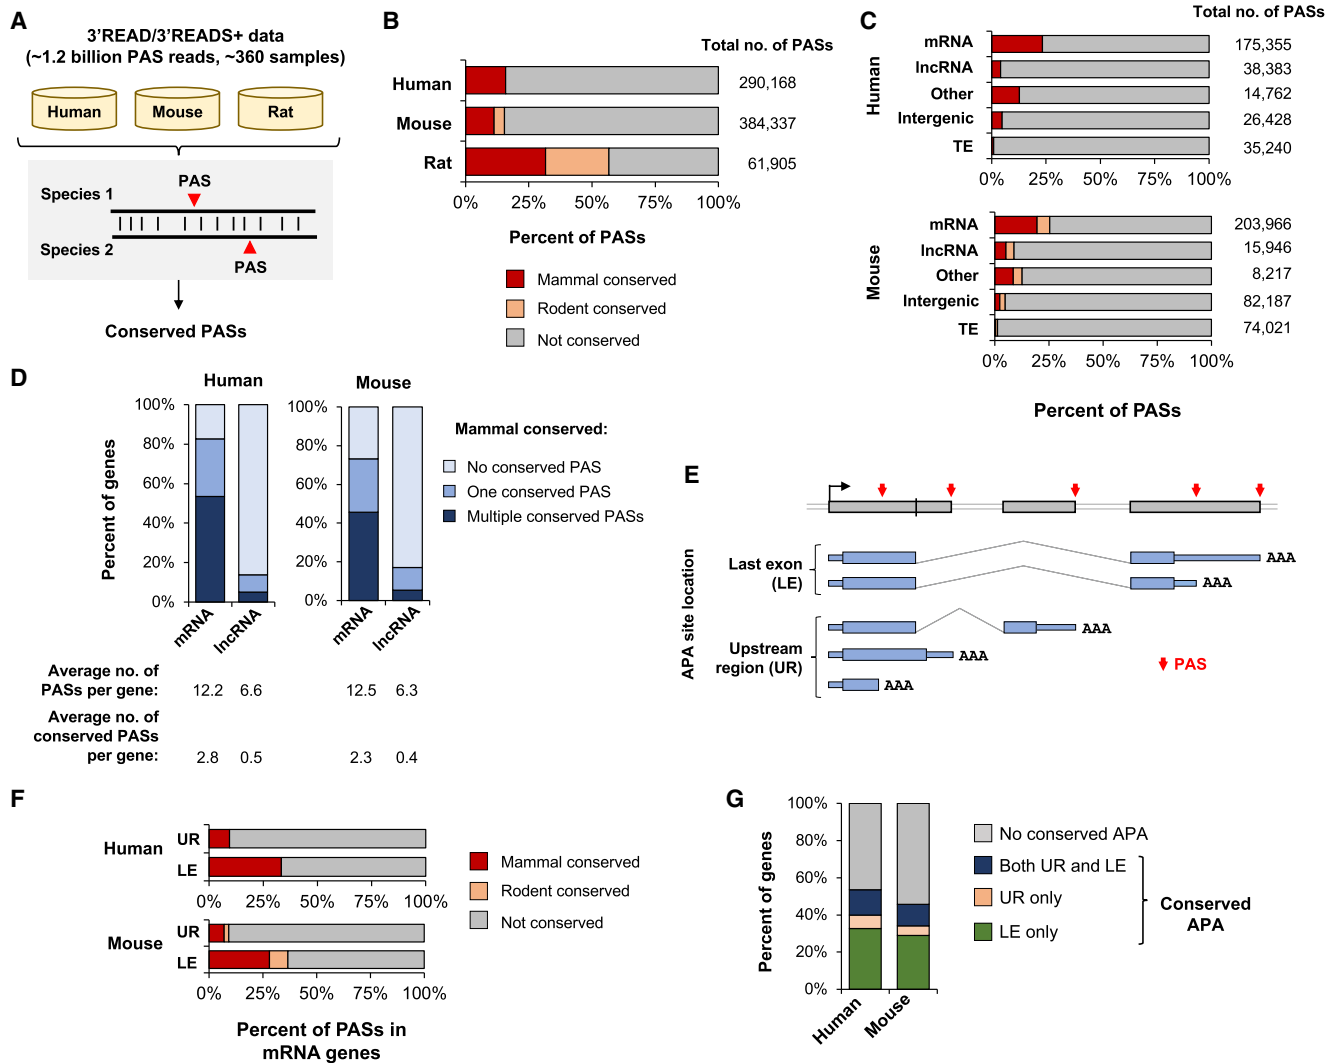 A
3'READ/3'READS+ data
(~1.2 billion PAS reads, ~360 samples)
Human
Mouse
Rat
Species 1
PAS
Species 2
PAS
Conserved PASs
B
Total no. of PASs
Human
290,168
Mouse
384,337
Rat
61,905
0%
25%
50%
75%
100%
Percent of PASs
Mammal conserved
Rodent conserved
Not conserved
C
Total no. of PASs
Human
mRNA
175,355
lncRNA
38,383
Other
14,762
Intergenic
26,428
TE
35,240
0%
25%
50%
75%
100%
Mouse
mRNA
203,966
lncRNA
15,946
Other
8,217
Intergenic
82,187
TE
74,021
0%
25%
50%
75%
100%
Percent of PASs
D
Human
Mouse
Percent of genes
100%
80%
60%
40%
20%
0%
mRNA
lncRNA
100%
80%
60%
40%
20%
0%
mRNA
lncRNA
Mammal conserved:
No conserved PAS
One conserved PAS
Multiple conserved PASs
Average no. of
PASs per gene:
12.2
6.6
12.5
6.3
Average no. of
conserved PASs
per gene:
2.8
0.5
2.3
0.4
E
APA site location
Last exon
(LE)
AAA
AAA
Upstream
region (UR)
AAA
AAA
AAA
PAS
F
Human
UR
LE
0%
25%
50%
75%
100%
Mouse
UR
LE
0%
25%
50%
75%
100%
Percent of PASs in
mRNA genes
Mammal conserved
Rodent conserved
Not conserved
G
Percent of genes
100%
80%
60%
40%
20%
0%
Human
Mouse
No conserved APA
Both UR and LE
UR only
LE only
Conserved
APA